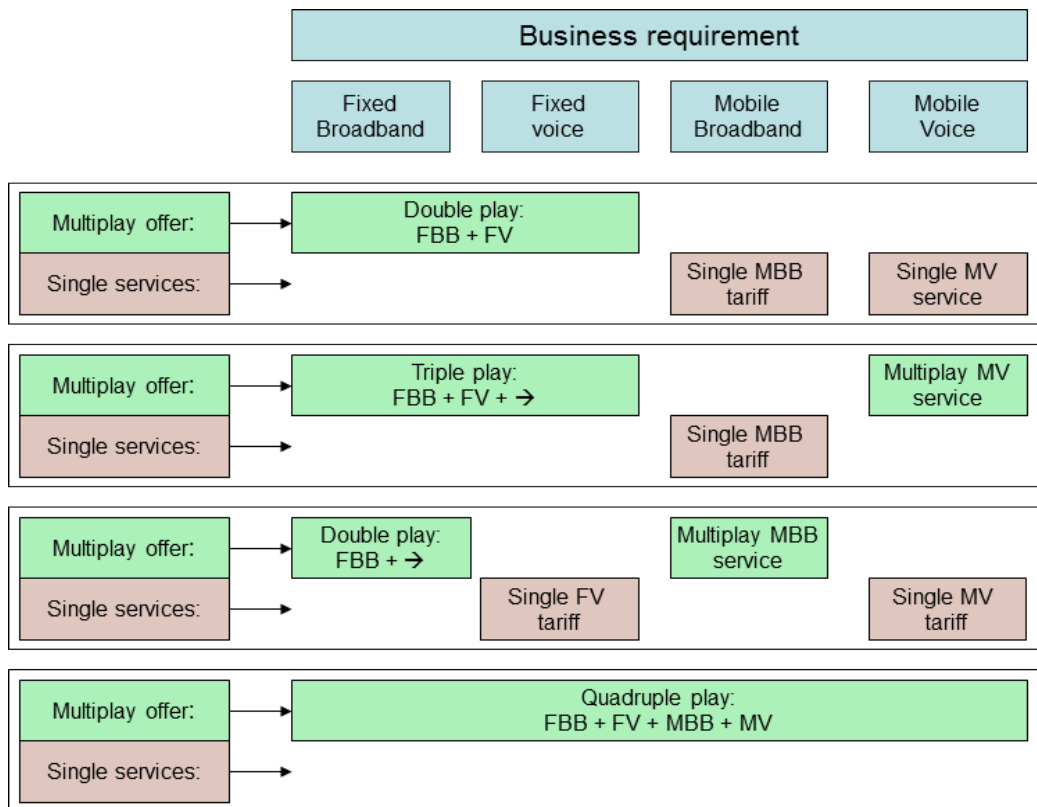 Business requirement
Fixed
Broadband
Fixed
voice
Mobile
Broadband
Mobile
Voice
Multiplay offer:
Double play:
FBB + FV
Single services:
Single MBB
tariff
Single MV
service
Multiplay offer:
Triple play:
FBB + FV + →
Multiplay MV
service
Single services:
Single MBB
tariff
Multiplay offer:
Double play:
FBB + →
Multiplay MBB
service
Single services:
Single FV
tariff
Single MV
tariff
Multiplay offer:
Quadruple play:
FBB + FV + MBB + MV
Single services: